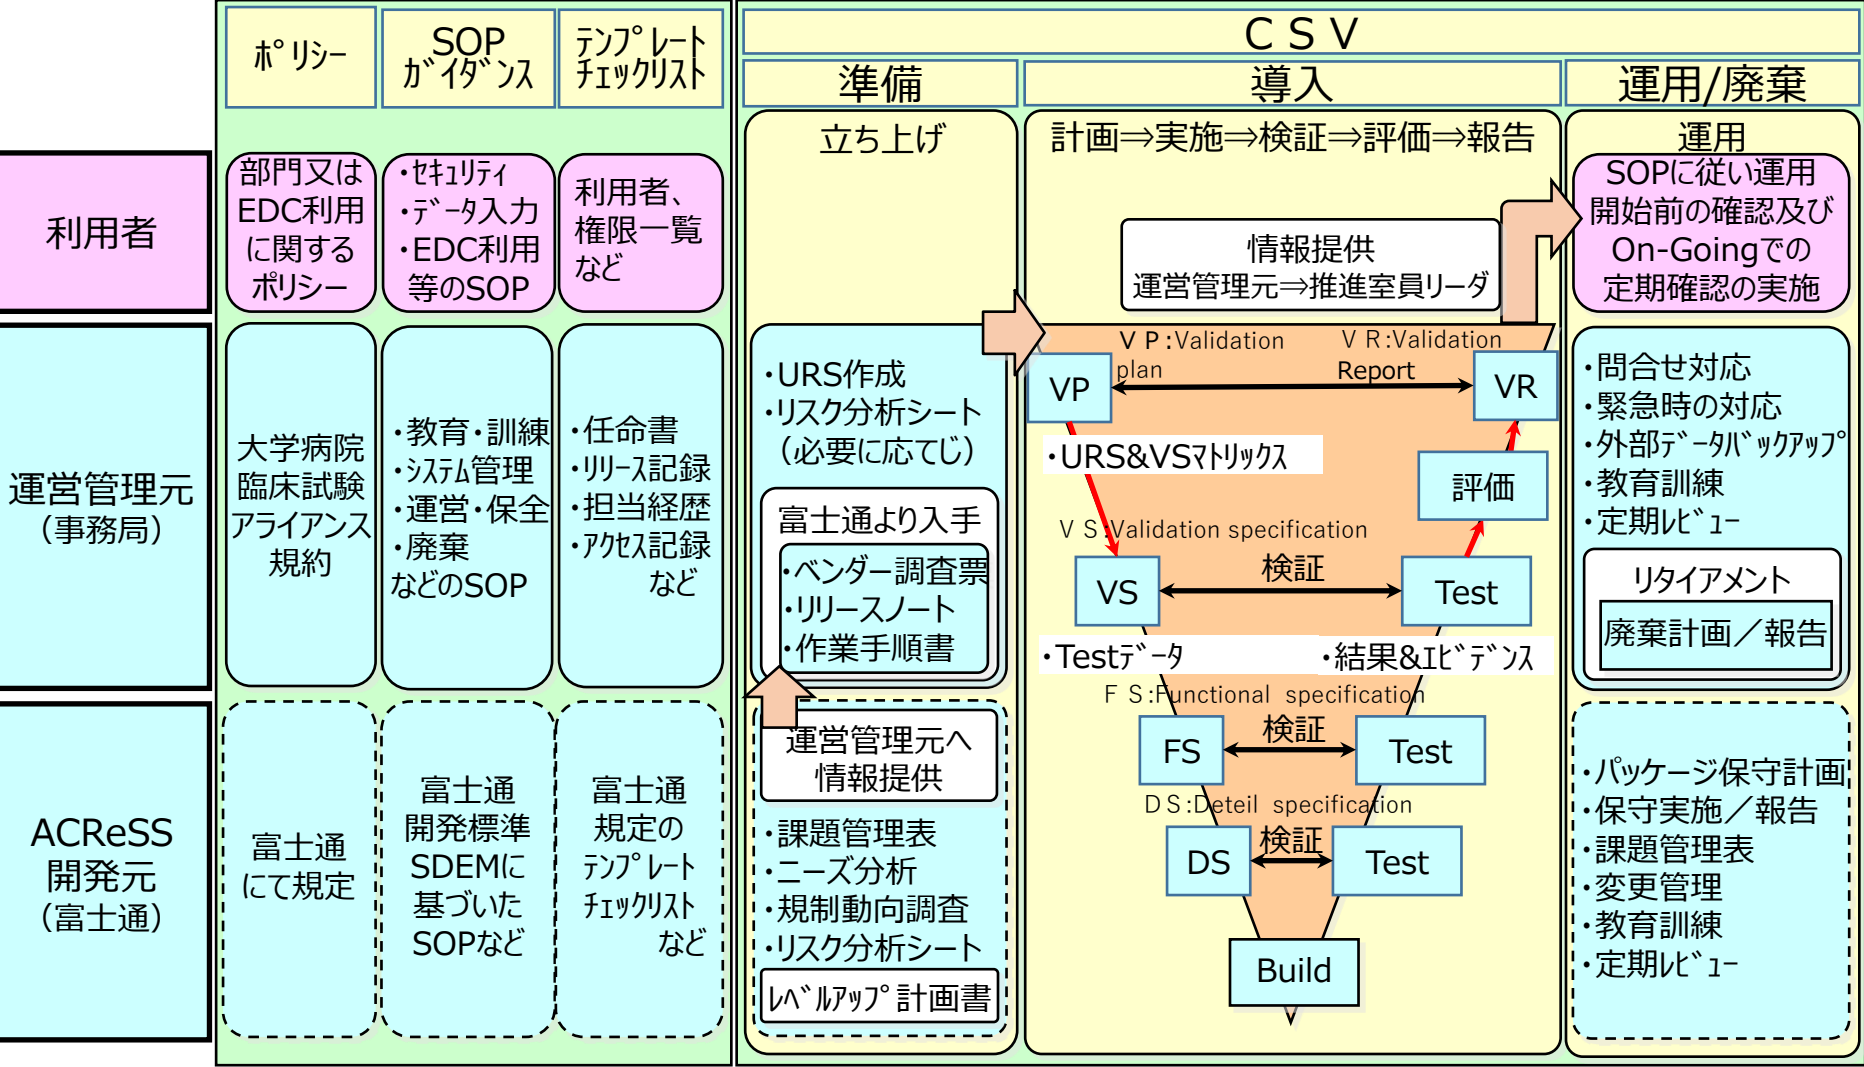 ﾎﾟﾘｼｰ
SOP
ｶﾞｲﾀﾞﾝｽ
ﾃﾝﾌﾟﾚｰﾄ
ﾁｪｯｸﾘｽﾄ
ＣＳＶ
準備
導入
運用/廃棄
利用者
部門又は
EDC利用
に関する
ポリシー
・ｾｷｭﾘﾃｨ
・ﾃﾞｰﾀ入力
・EDC利用
等のSOP
利用者、
権限一覧
など
立ち上げ
計画⇒実施⇒検証⇒評価⇒報告
情報提供
運営管理元⇒推進室員リーダ
運用
SOPに従い運用
開始前の確認及び
On-Goingでの
定期確認の実施
運営管理元
（事務局）
大学病院
臨床試験
アライアンス
規約
・教育・訓練
・ｼｽﾃﾑ管理
・運営・保全
・廃棄
などのSOP
・任命書
・ﾘﾘｰｽ記録
・担当経歴
・ｱｸｾｽ記録
など
・URS作成
・リスク分析シート
（必要に応てじ）
富士通より入手
・ベンダー調査票
・リリースノート
・作業手順書
ＶＰ:Validation
plan
ＶＲ:Validation
Report
VP
VR
・URS&VSﾏﾄﾘｯｸｽ
評価
ＶＳ:Validation specification
検証
VS
Test
・Testﾃﾞｰﾀ
・結果&ｴﾋﾞﾃﾞﾝｽ
・問合せ対応
・緊急時の対応
・外部ﾃﾞｰﾀﾊﾞｯｸｱｯﾌﾟ
・教育訓練
・定期ﾚﾋﾞｭｰ
リタイアメント
廃棄計画／報告
ACReSS
開発元
（富士通）
富士通
にて規定
富士通
開発標準
SDEMに
基づいた
SOPなど
富士通
規定の
ﾃﾝﾌﾟﾚｰﾄ
ﾁｪｯｸﾘｽﾄ
など
運営管理元へ
情報提供
・課題管理表
・ニーズ分析
・規制動向調査
・リスク分析シート
ﾚﾍﾞﾙｱｯﾌﾟ計画書
ＦＳ:Functional specification
検証
FS
Test
ＤＳ:Deteil specification
検証
DS
Test
Build
・パッケージ保守計画
・保守実施／報告
・課題管理表
・変更管理
・教育訓練
・定期ﾚﾋﾞｭｰ